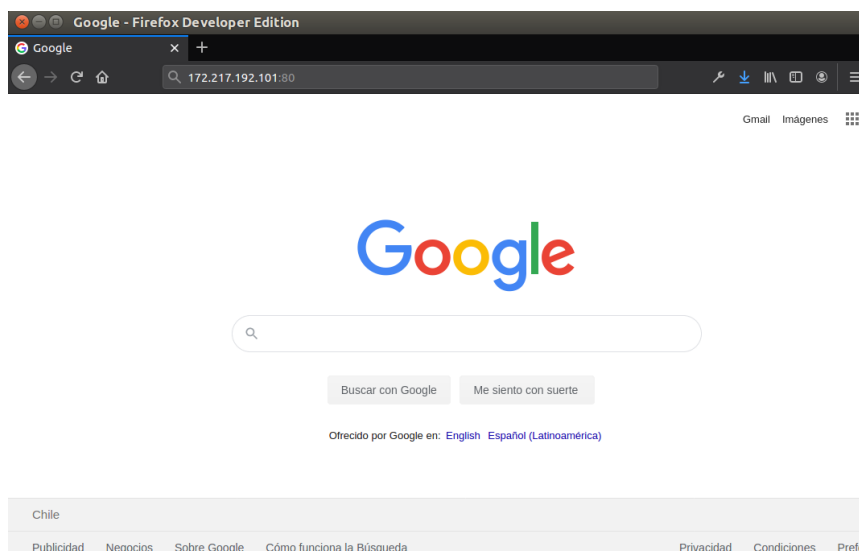 Google - Firefox Developer Edition
Google
172.217.192.101:80
Gmail Imágenes
Google
Buscar con Google Me siento con suerte
Ofrecido por Google en: English Español (Latinoamérica)
Chile
Publicidad Negocios Sobre Google Cómo funciona la Búsqueda Privacidad Condiciones Pref